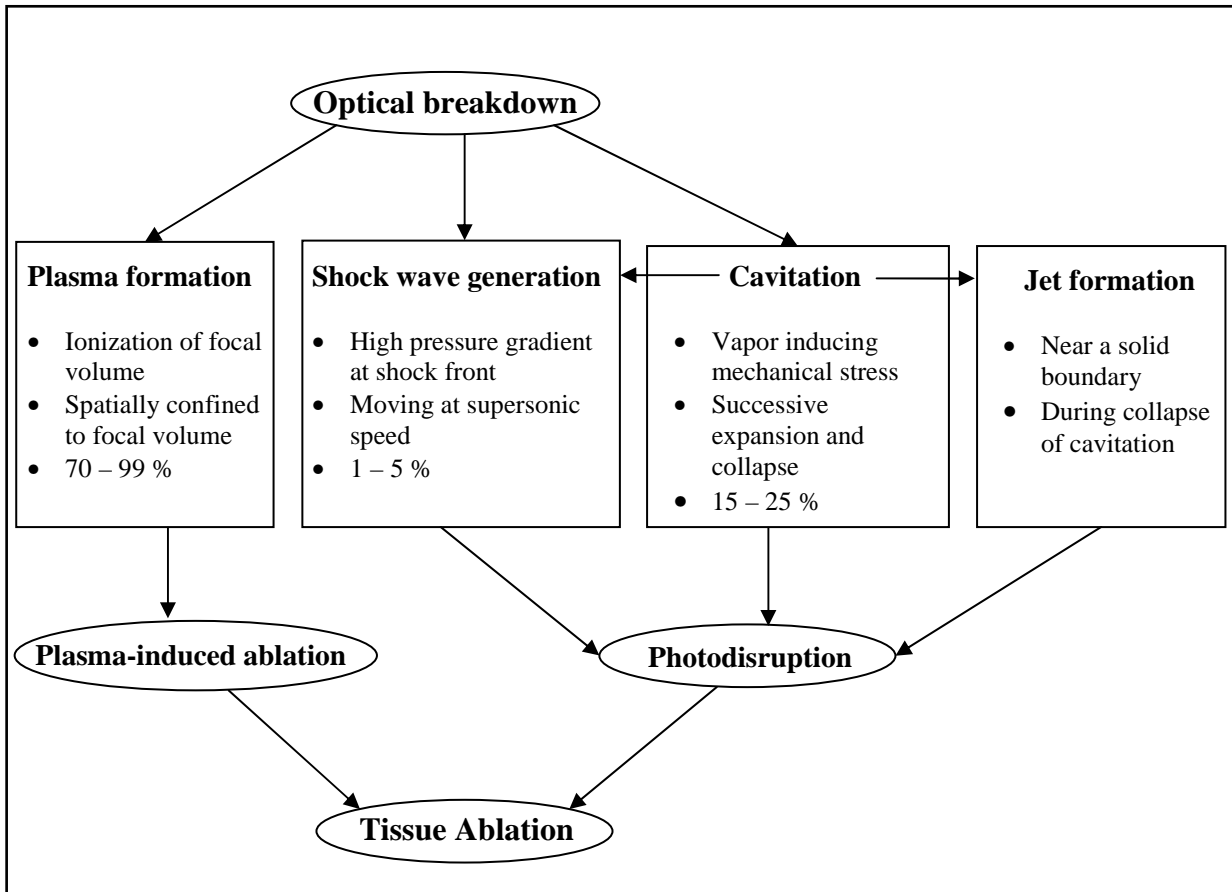 Optical breakdown
Plasma formation
• Ionization of focal
volume
• Spatially confined
to focal volume
• 70 – 99 %
Shock wave generation
• High pressure gradient
at shock front
• Moving at supersonic
speed
• 1 – 5 %
Cavitation
• Vapor inducing
mechanical stress
• Successive
expansion and
collapse
• 15 – 25 %
Jet formation
• Near a solid
boundary
• During collapse
of cavitation
Plasma-induced ablation
Photodisruption
Tissue Ablation